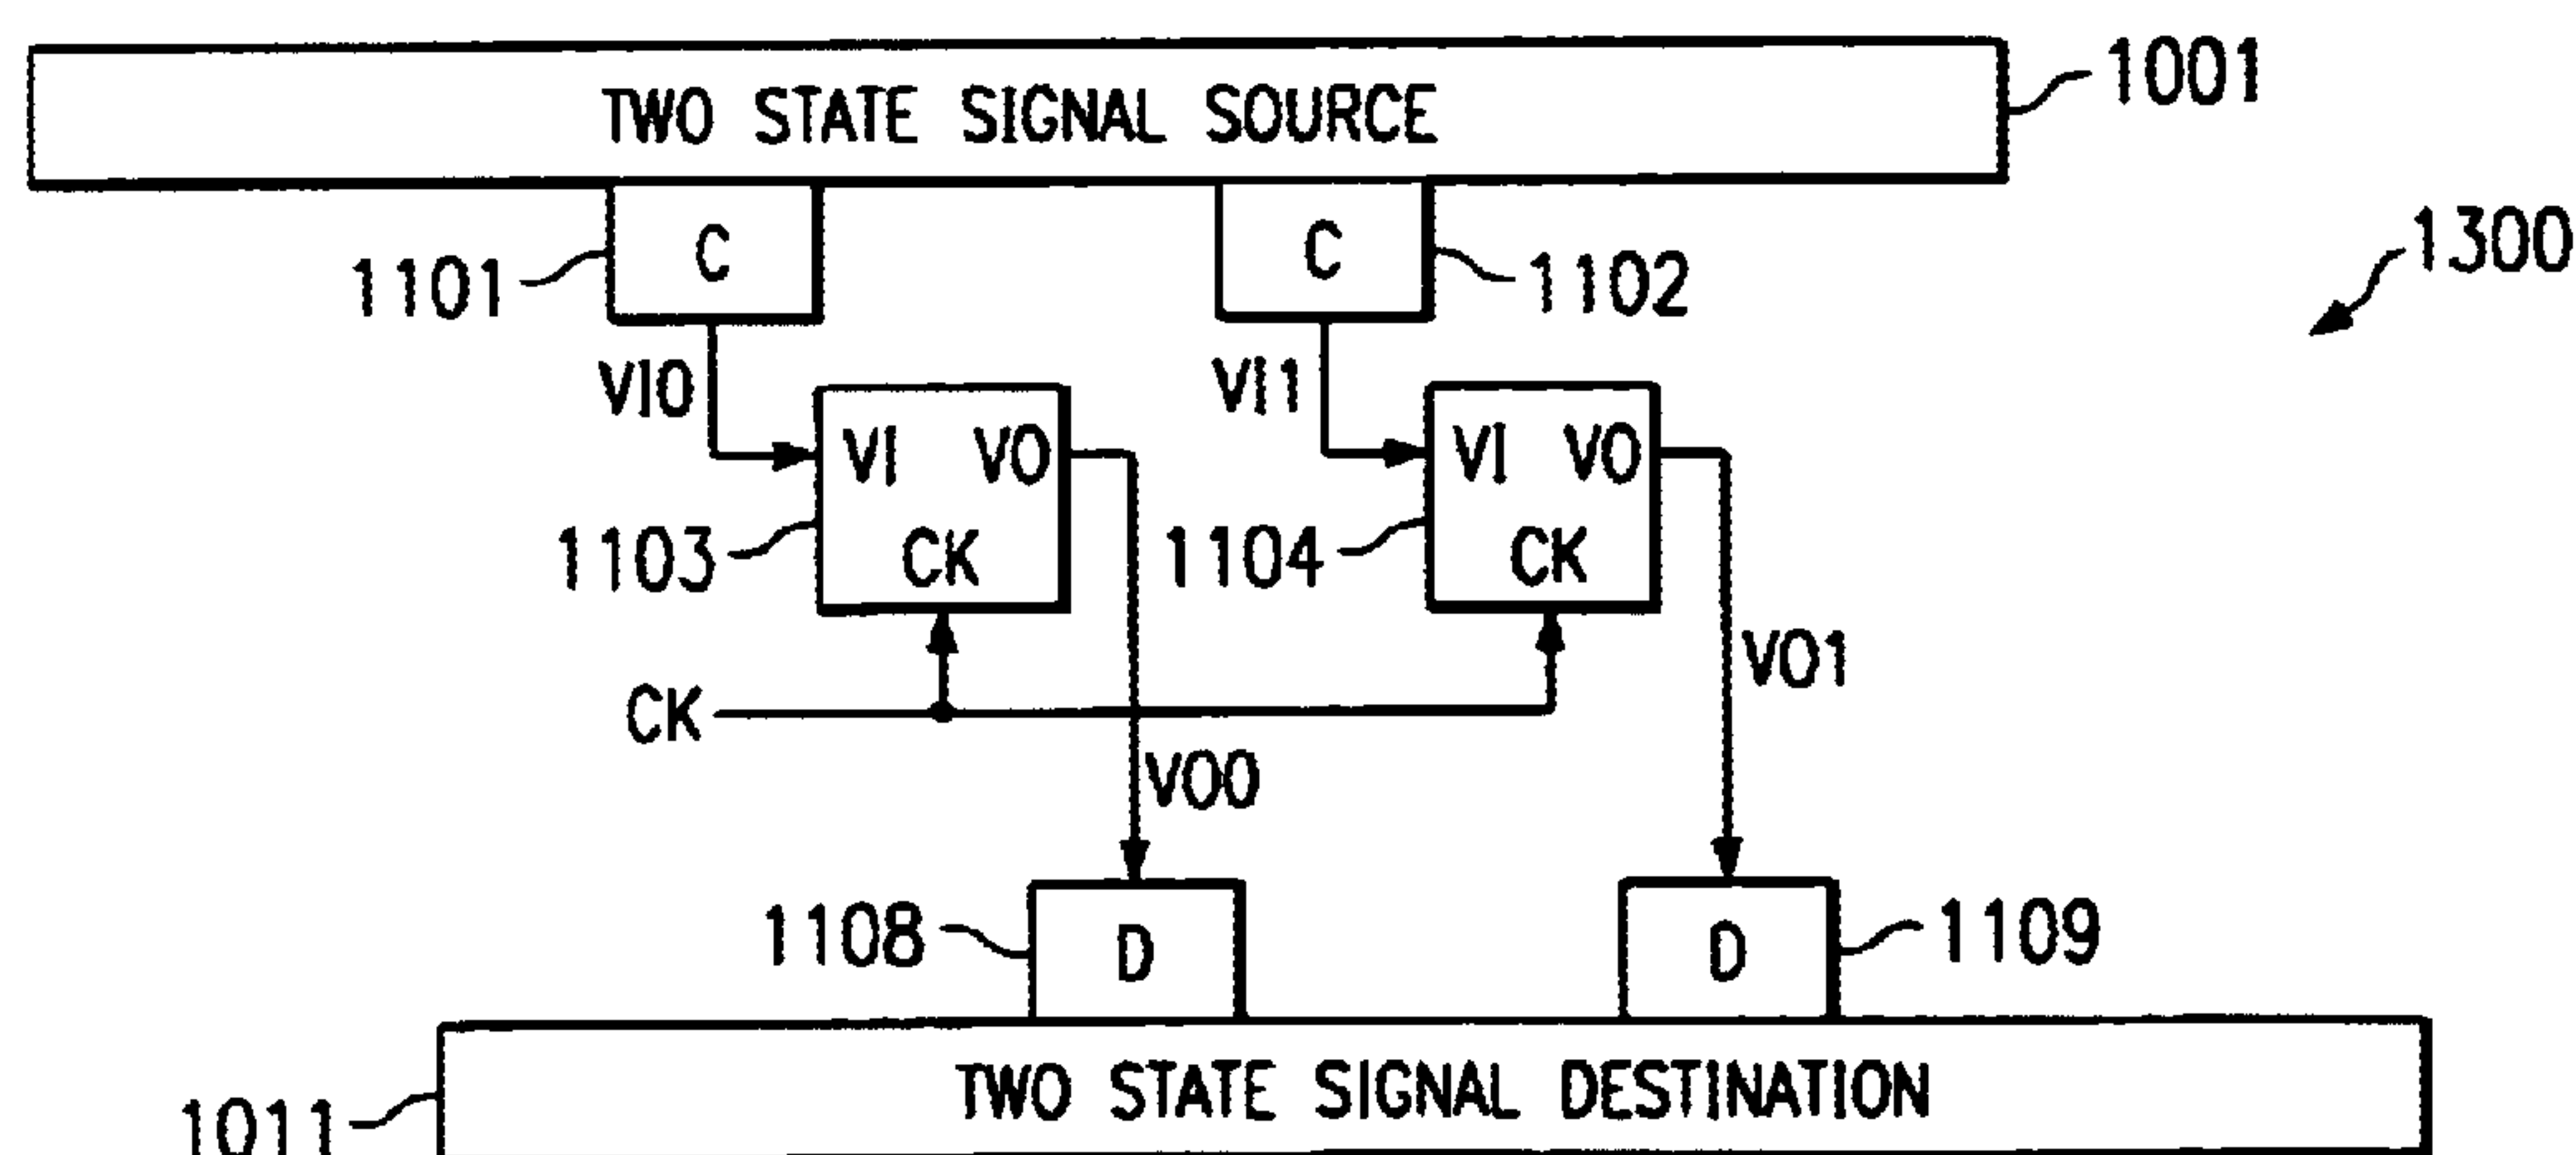 TWO STATE SIGNAL SOURCE
1001
1101
C
C
1102
1300
VI0
VI1
VI VO
CK
1103
VI VO
CK
1104
CK
VO0
VO1
1108
D
D
1109
TWO STATE SIGNAL DESTINATION
1011